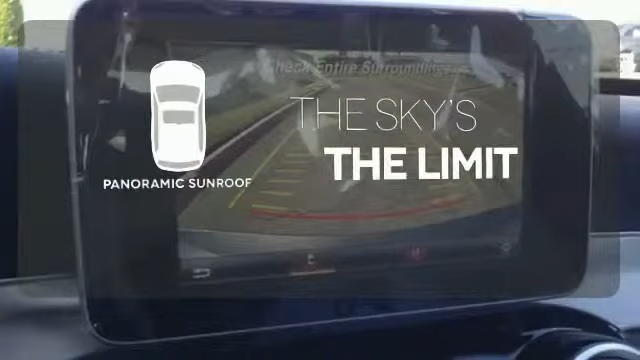 Check Entire Surroundings
THE SKY'S
THE LIMIT
PANORAMIC SUNROOF